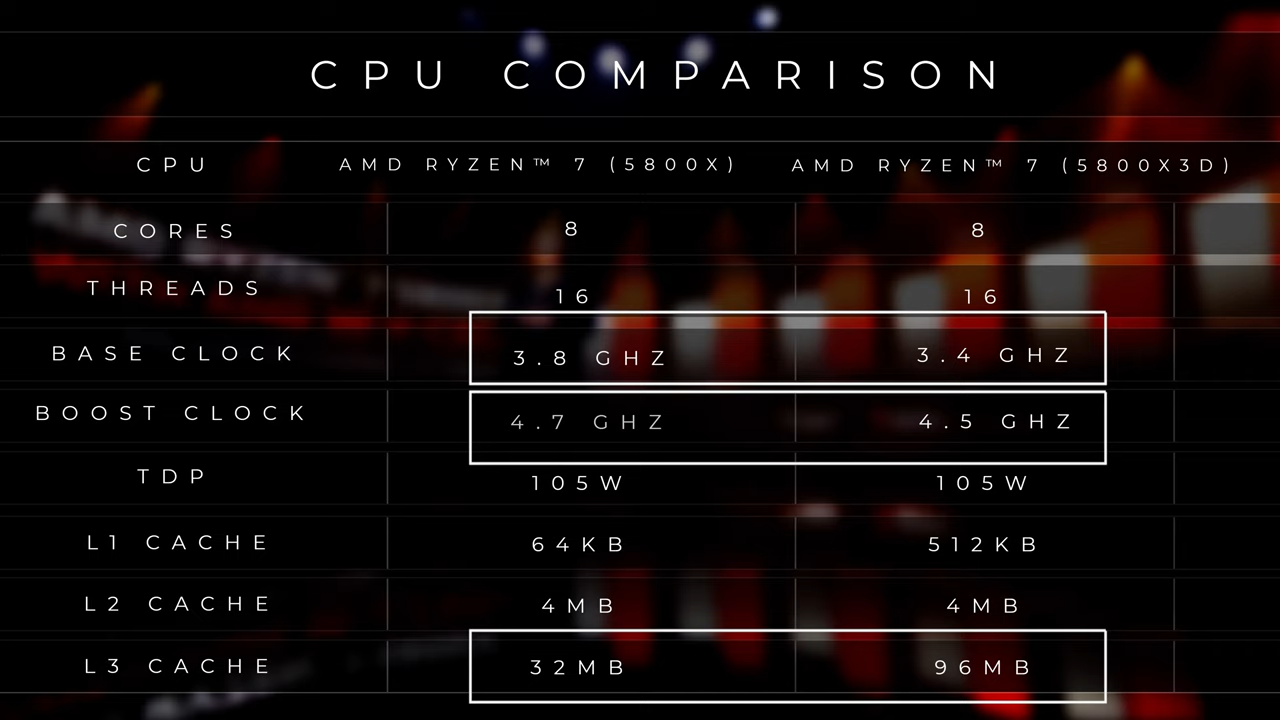 CPU COMPARISON
CPU AMD RYZEN™ 7 (5800X) AMD RYZEN™ 7 (5800X3D)
CORES 8 8
THREADS 16 16
BASE CLOCK 3.8 GHZ 3.4 GHZ
BOOST CLOCK 4.7 GHZ 4.5 GHZ
TDP 105W 105W
L1 CACHE 64KB 512KB
L2 CACHE 4MB 4MB
L3 CACHE 32MB 96MB